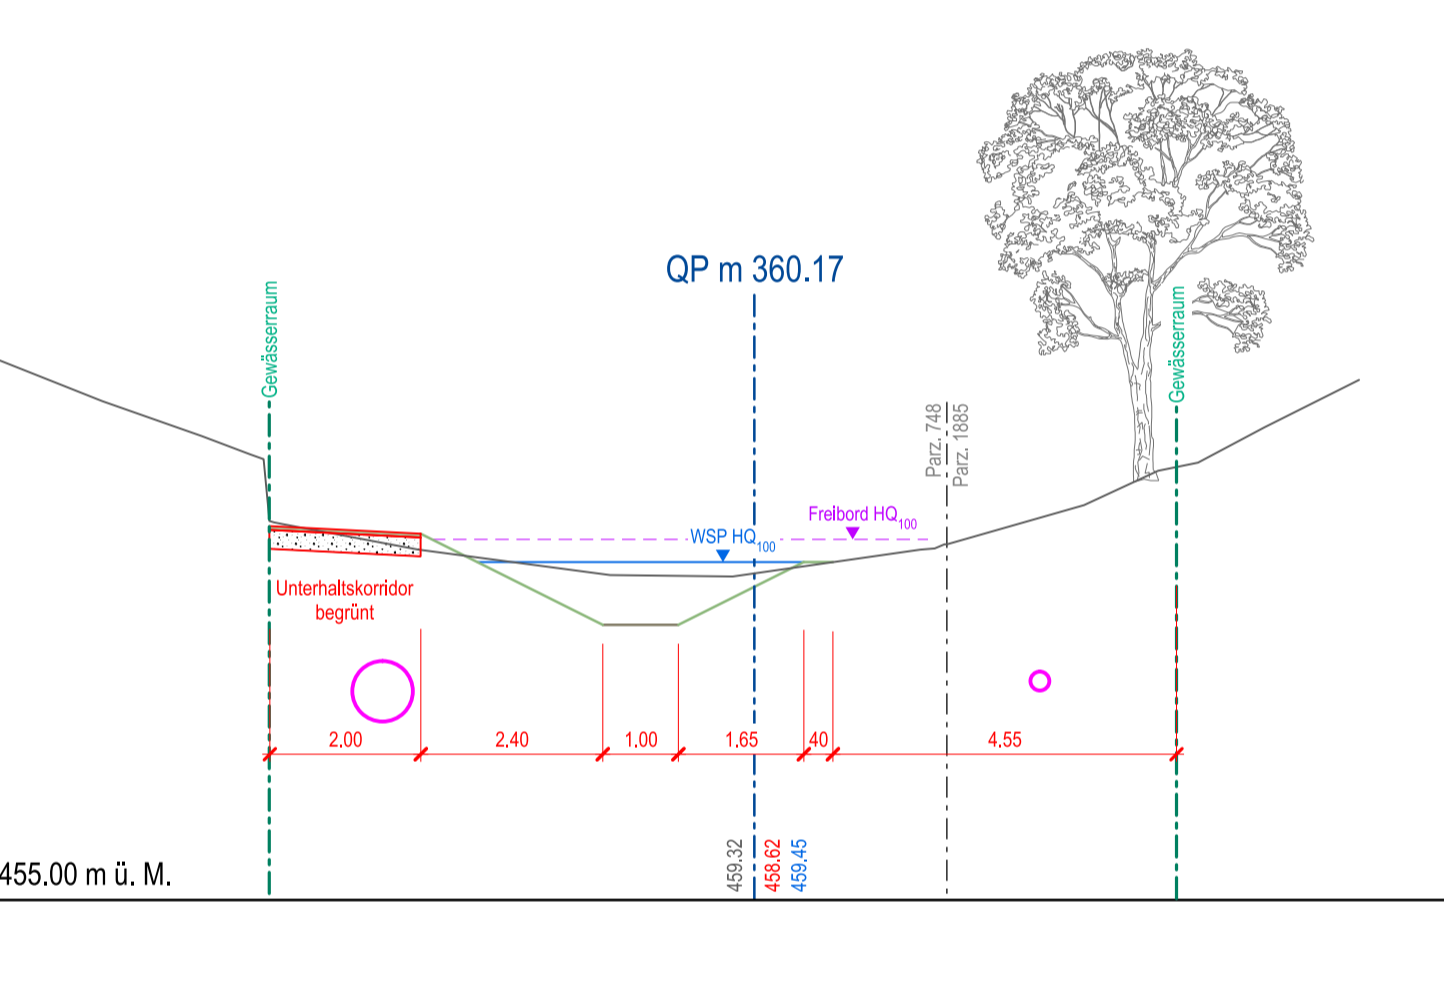 QP m 360.17
Gewässerraum
Gewässerraum
Parz. 748
Parz. 1885
Freibord HQ100
WSP HQ100
Unterhaltskorridor
begrünt
2.00
2.40
1.00
1.65
40
4.55
459.32
458.62
459.45
455.00 m ü. M.